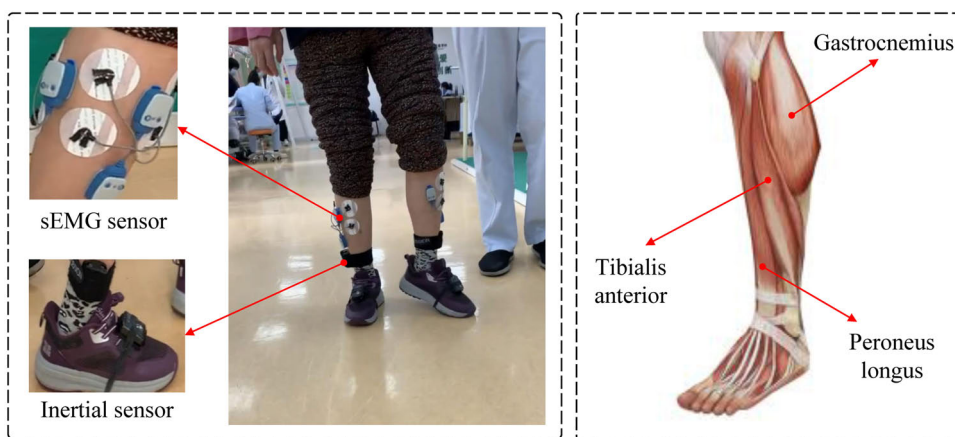 sEMG sensor
Inertial sensor
Gastrocnemius
Tibialis
anterior
Peroneus
longus